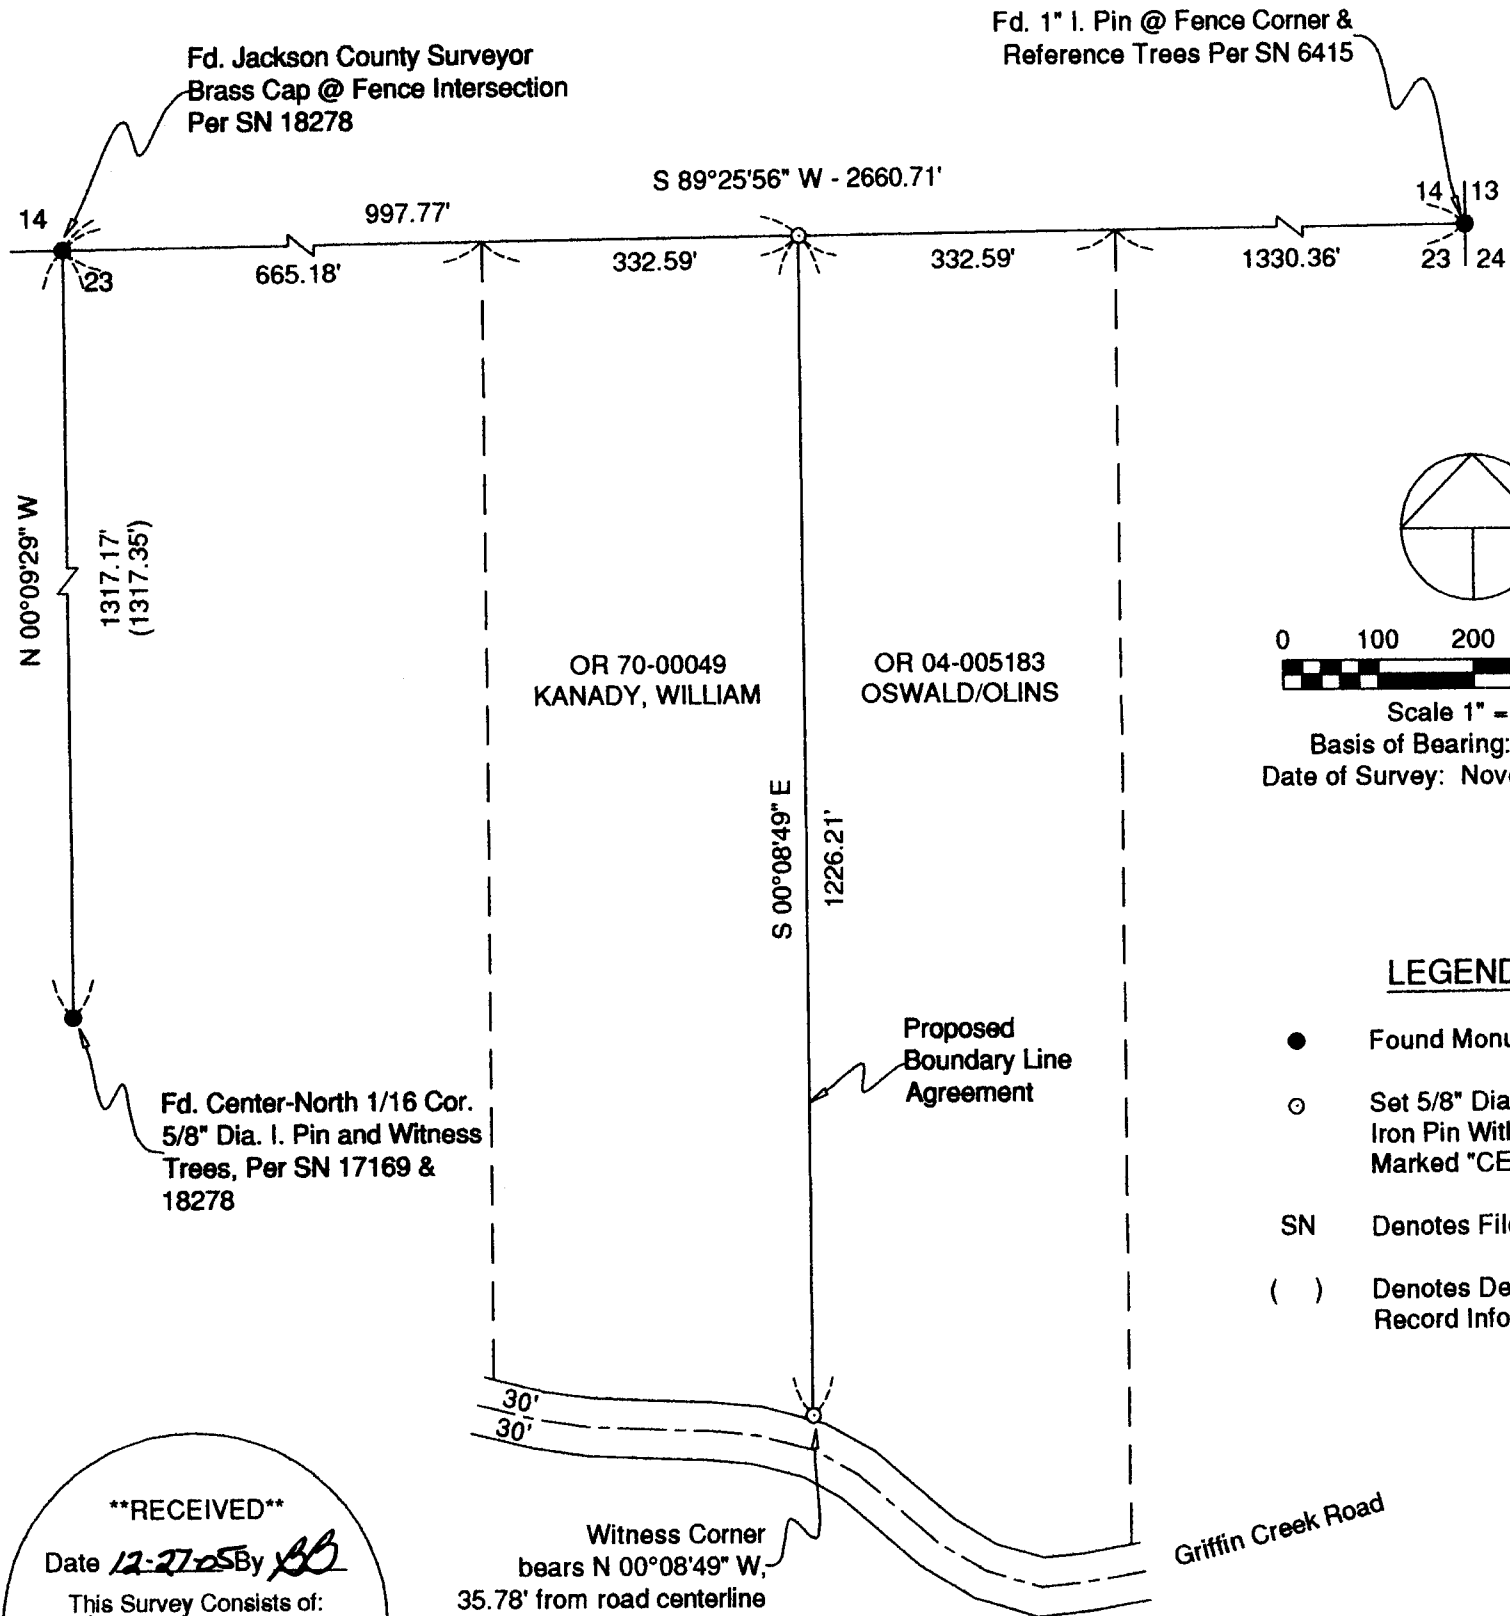 Fd. 1" I. Pin @ Fence Corner &
Reference Trees Per SN 6415
Fd. Jackson County Surveyor
Brass Cap @ Fence Intersection
Per SN 18278
S 89°25'56" W - 2660.71'
14
997.77'
14 13
23
665.18'
332.59'
332.59'
1330.36'
23 24
N 00°09'29" W
1317.17'
(1317.35')
OR 70-00049
KANADY, WILLIAM
OR 04-005183
OSWALD/OLINS
0 100 200
Scale 1" =
Basis of Bearing:
Date of Survey: Nov
S 00°08'49" E
1226.21'
LEGEND
Found Monu
Set 5/8" Dia
Iron Pin With
Marked "CE
SN Denotes File
( ) Denotes De
Record Info
Proposed
Boundary Line
Agreement
Fd. Center-North 1/16 Cor.
5/8" Dia. I. Pin and Witness
Trees, Per SN 17169 &
18278
30'
30'
Griffin Creek Road
Witness Corner
bears N 00°08'49" W,
35.78' from road centerline
**RECEIVED**
Date 12-27-05 By BB
This Survey Consists of: